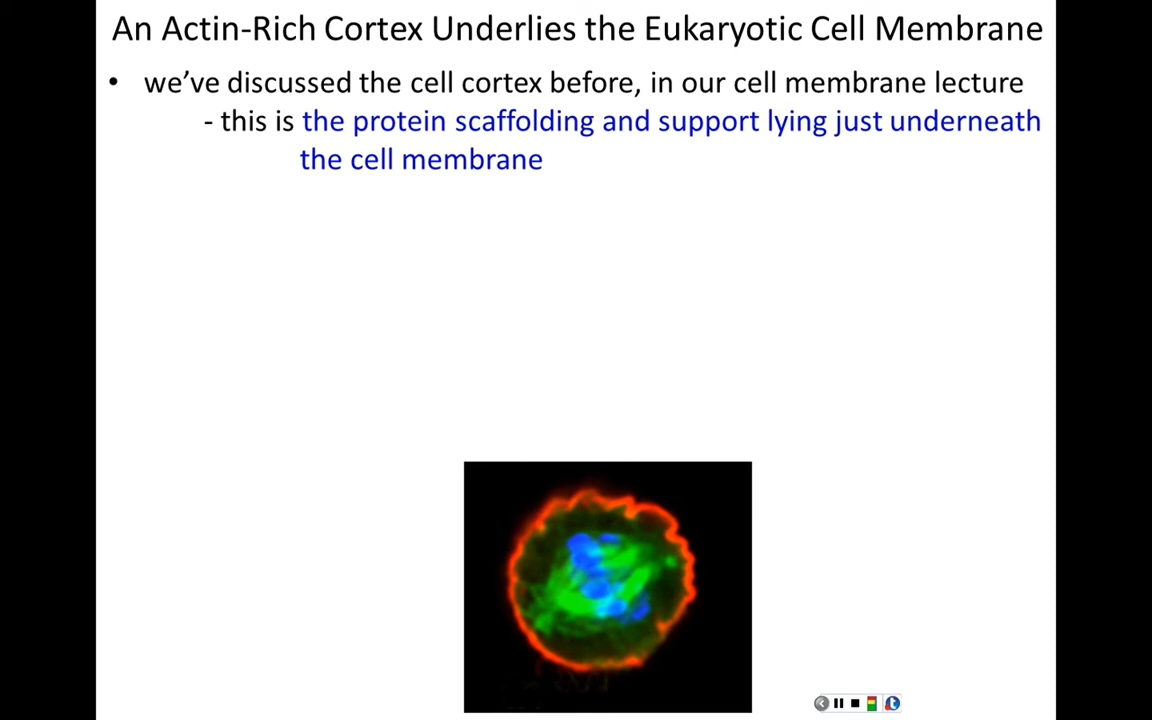 An Actin-Rich Cortex Underlies the Eukaryotic Cell Membrane
• we've discussed the cell cortex before, in our cell membrane lecture
- this is the protein scaffolding and support lying just underneath
the cell membrane